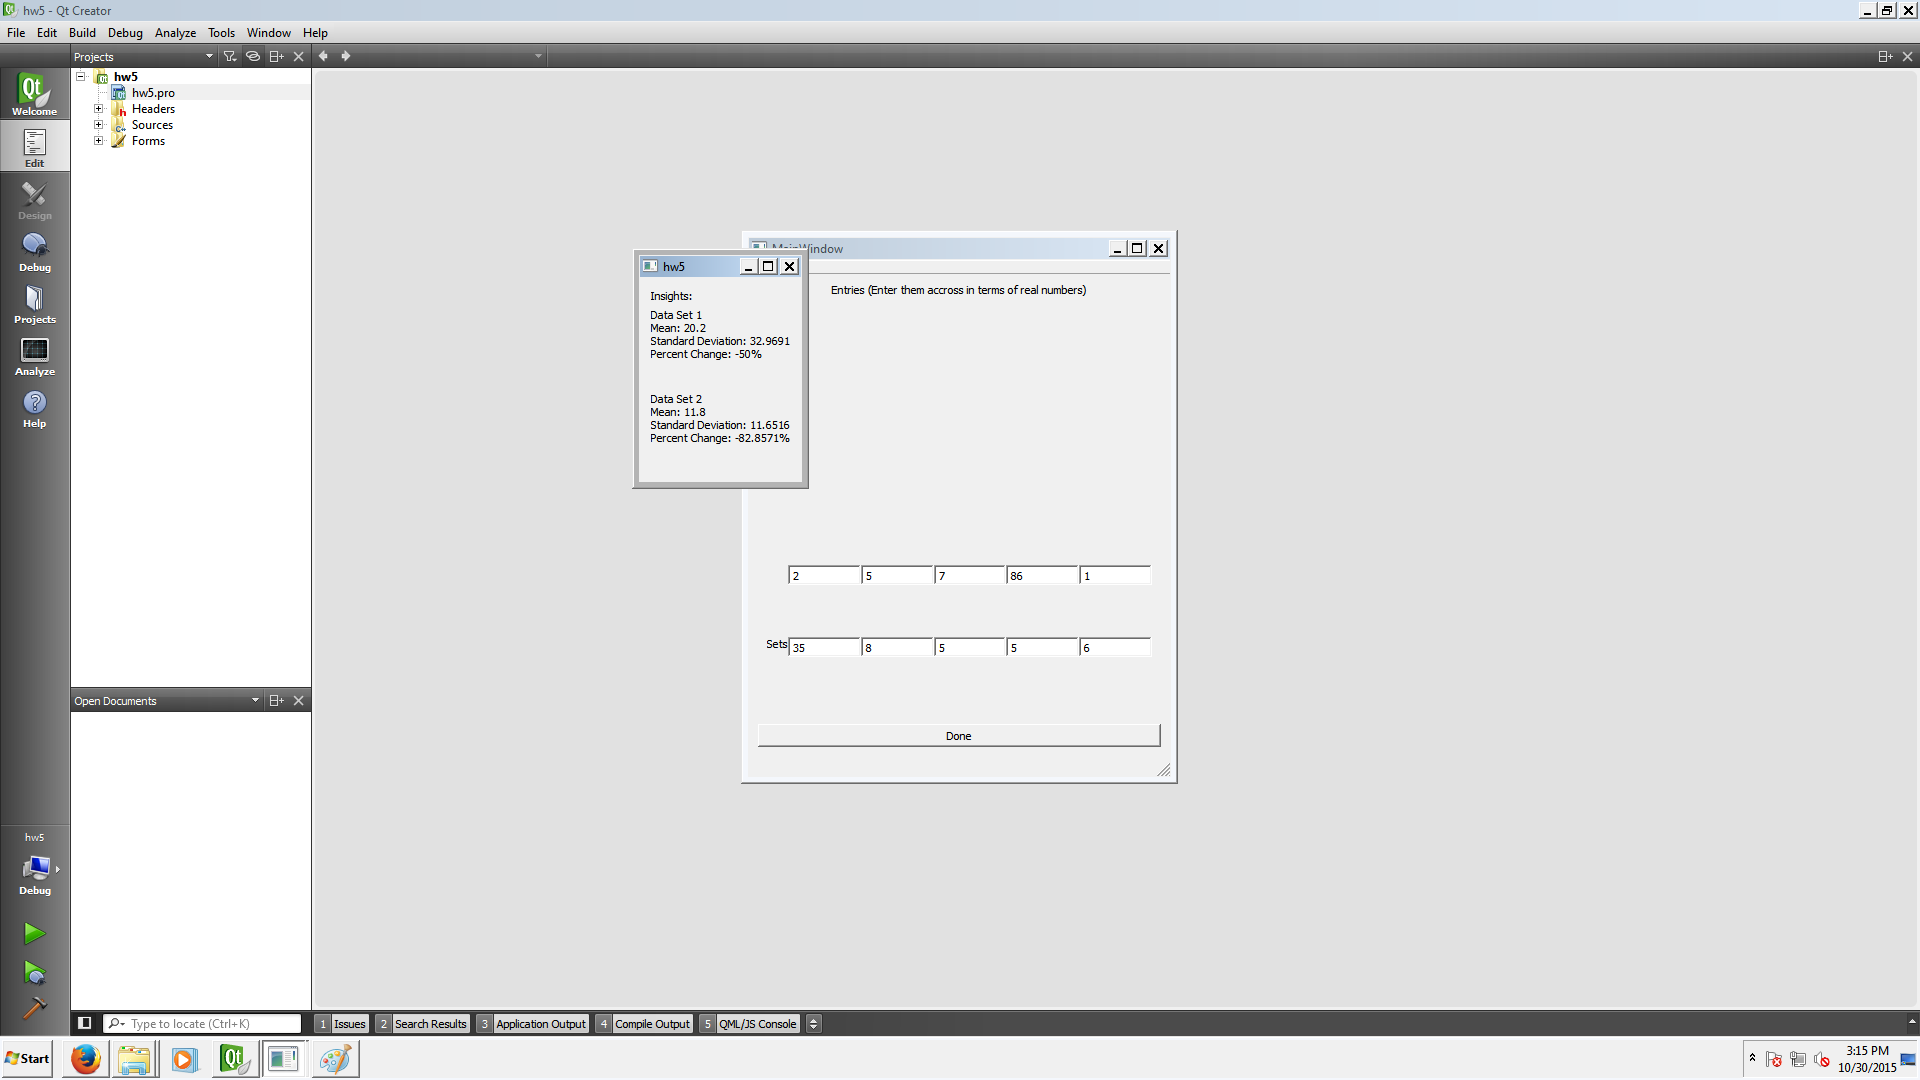 hw5 - Qt Creator
File Edit Build Debug Analyze Tools Window Help
Projects
hw5
hw5.pro
Headers
Sources
Forms
Welcome
Edit
Design
Debug
Projects
Analyze
Help
MainWindow
Entries (Enter them accross in terms of real numbers)
hw5
Insights:
Data Set 1
Mean: 20.2
Standard Deviation: 32.9691
Percent Change: -50%
Data Set 2
Mean: 11.8
Standard Deviation: 11.6516
Percent Change: -82.8571%
2 5 7 86 1
Sets 35 8 5 5 6
Done
Open Documents
hw5
Debug
Type to locate (Ctrl+K)
1 Issues 2 Search Results 3 Application Output 4 Compile Output 5 QML/JS Console
Start
3:15 PM
10/30/2015